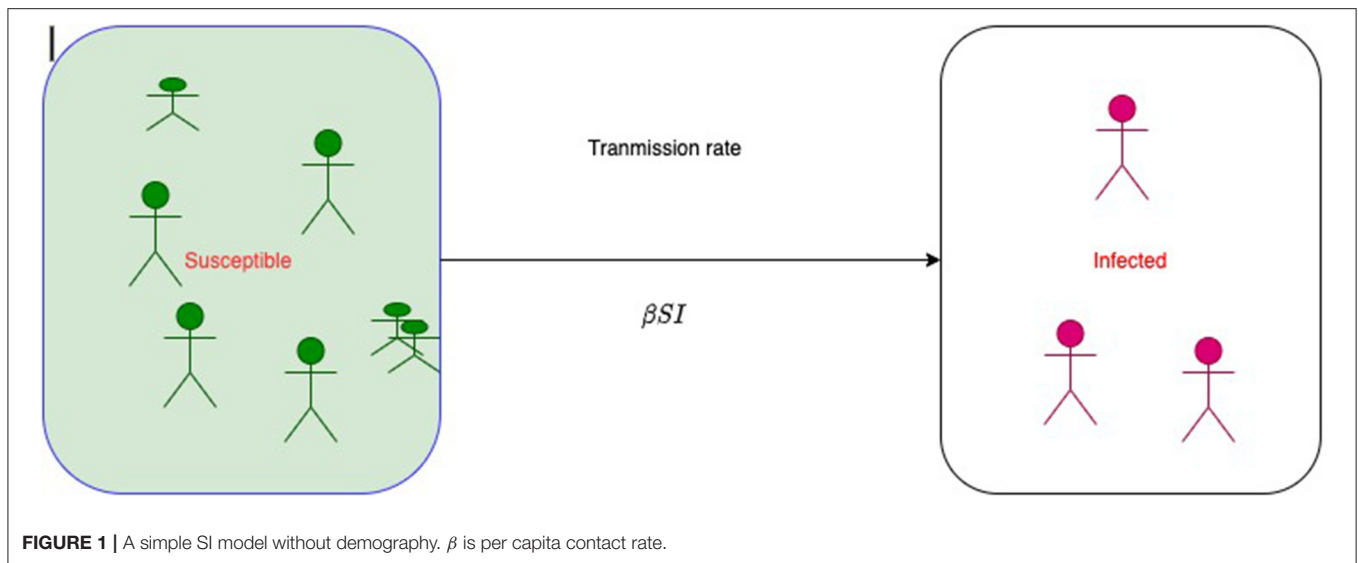 Tranmission rate
Susceptible
Infected
βSI
FIGURE 1 | A simple SI model without demography. β is per capita contact rate.